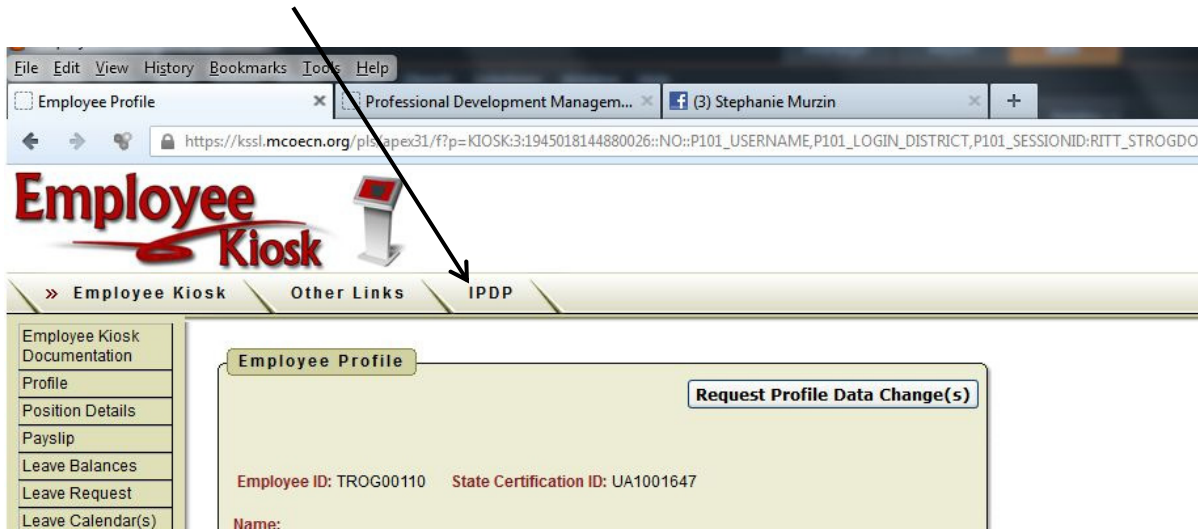 File Edit View History Bookmarks Tools Help
Employee Profile × Professional Development Managem... × (3) Stephanie Murzin × +
https://kssl.mcoecn.org/pls/apex31/f?p=KIOSK:3:1945018144880026::NO::P101_USERNAME,P101_LOGIN_DISTRICT,P101_SESSIONID:RITT_STROGDO
Employee
Kiosk
» Employee Kiosk Other Links IPDP
Employee Kiosk
Documentation
Profile
Position Details
Payslip
Leave Balances
Leave Request
Leave Calendar(s)
Employee Profile
Request Profile Data Change(s)
Employee ID: TROG00110 State Certification ID: UA1001647
Name: